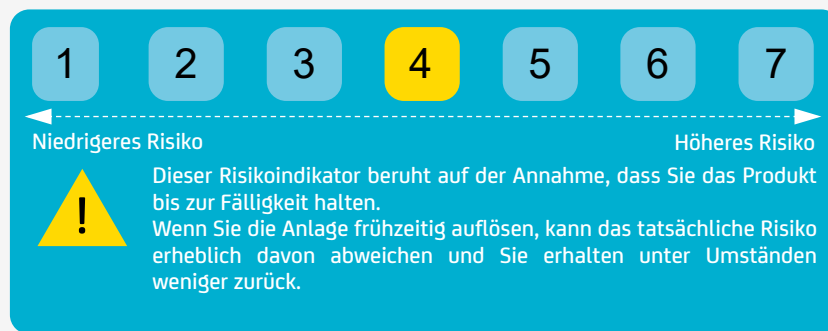 1 2 3 4 5 6 7
Niedrigeres Risiko Höheres Risiko
Dieser Risikoindikator beruht auf der Annahme, dass Sie das Produkt
bis zur Fälligkeit halten.
Wenn Sie die Anlage frühzeitig auflösen, kann das tatsächliche Risiko
erheblich davon abweichen und Sie erhalten unter Umständen
weniger zurück.
!